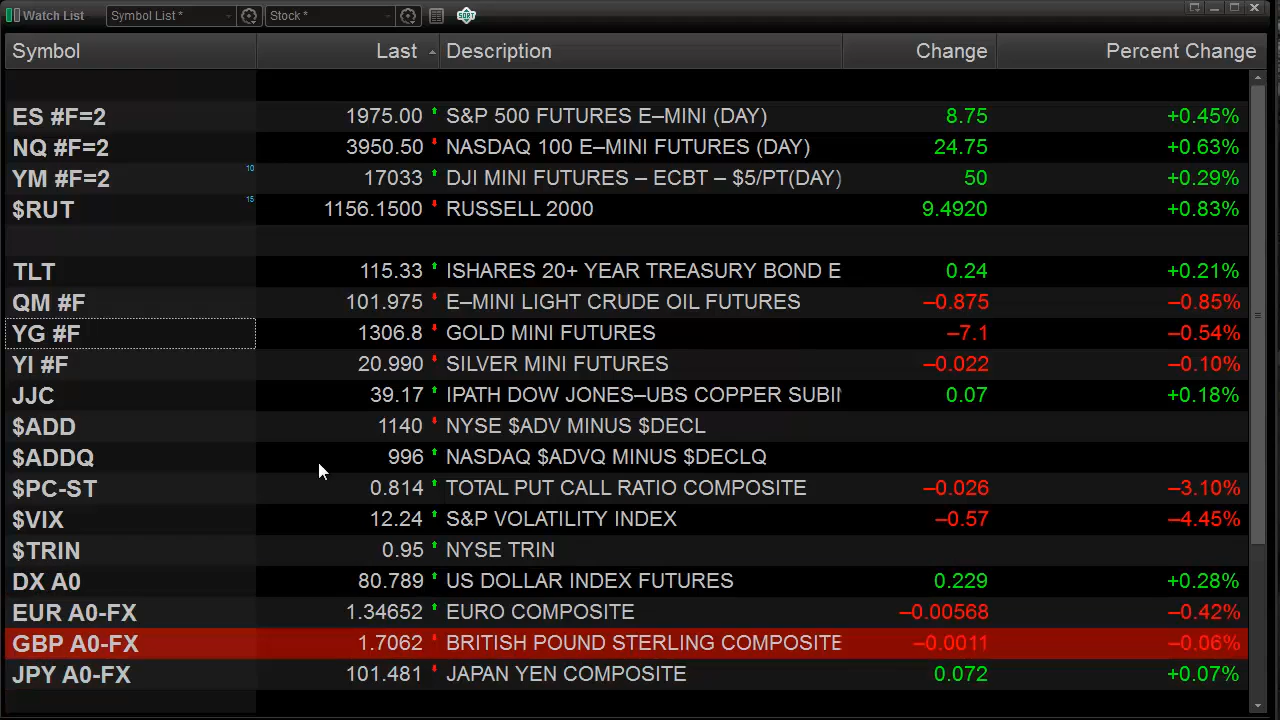 Watch List Symbol List * Stock * SORT
Symbol Last Description Change Percent Change
ES #F=2 1975.00 S&P 500 FUTURES E–MINI (DAY) 8.75 +0.45%
NQ #F=2 3950.50 NASDAQ 100 E–MINI FUTURES (DAY) 24.75 +0.63%
YM #F=2 10 17033 DJI MINI FUTURES – ECBT – $5/PT(DAY) 50 +0.29%
$RUT 15 1156.1500 RUSSELL 2000 9.4920 +0.83%
TLT 115.33 ISHARES 20+ YEAR TREASURY BOND E 0.24 +0.21%
QM #F 101.975 E–MINI LIGHT CRUDE OIL FUTURES –0.875 –0.85%
YG #F 1306.8 GOLD MINI FUTURES –7.1 –0.54%
YI #F 20.990 SILVER MINI FUTURES –0.022 –0.10%
JJC 39.17 IPATH DOW JONES–UBS COPPER SUBIN 0.07 +0.18%
$ADD 1140 NYSE $ADV MINUS $DECL
$ADDQ 996 NASDAQ $ADVQ MINUS $DECLQ
$PC-ST 0.814 TOTAL PUT CALL RATIO COMPOSITE –0.026 –3.10%
$VIX 12.24 S&P VOLATILITY INDEX –0.57 –4.45%
$TRIN 0.95 NYSE TRIN
DX A0 80.789 US DOLLAR INDEX FUTURES 0.229 +0.28%
EUR A0-FX 1.34652 EURO COMPOSITE –0.00568 –0.42%
GBP A0-FX 1.7062 BRITISH POUND STERLING COMPOSITE –0.0011 –0.06%
JPY A0-FX 101.481 JAPAN YEN COMPOSITE 0.072 +0.07%